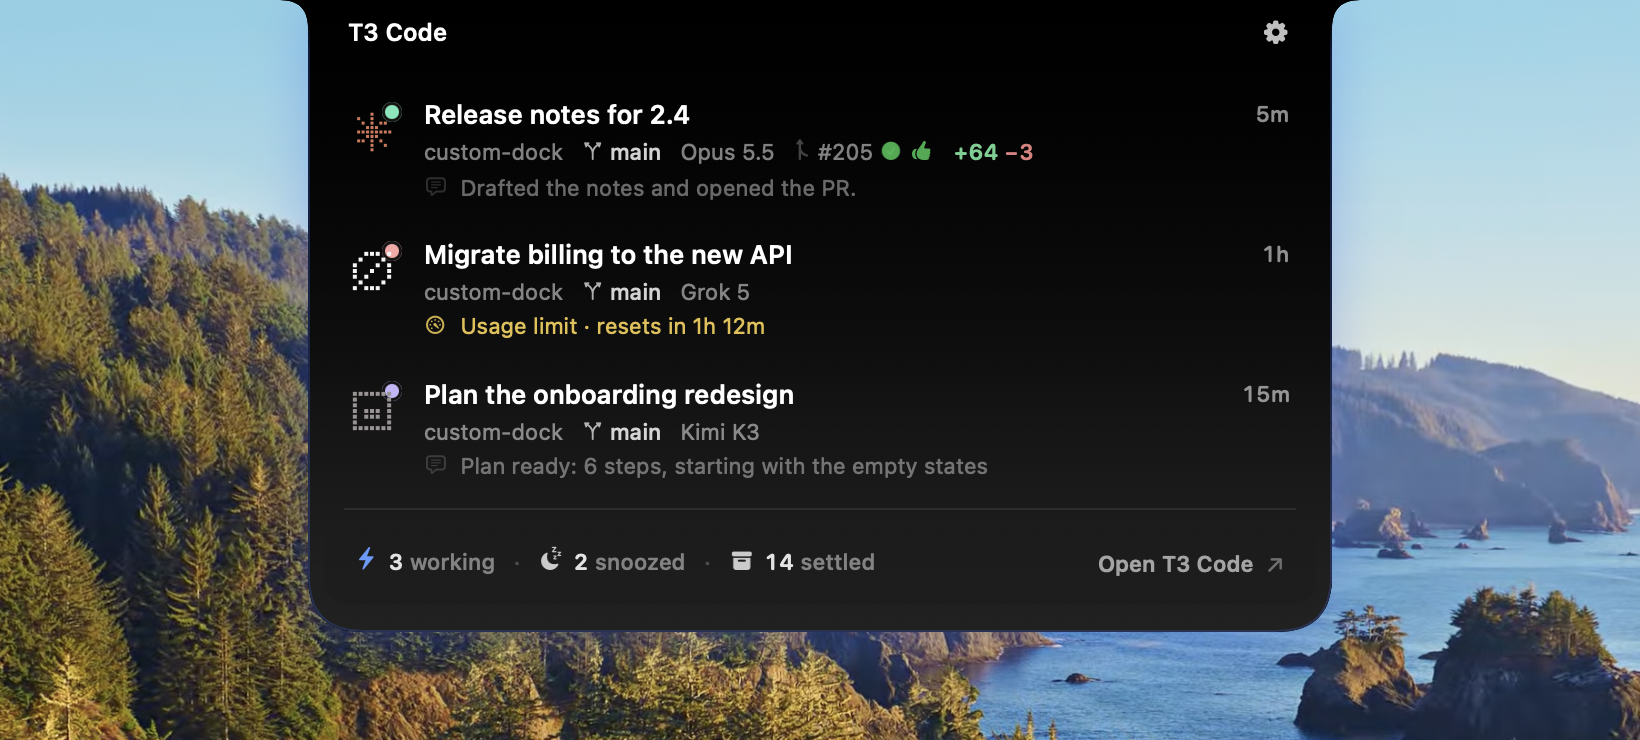 T3 Code
Release notes for 2.4 5m
custom-dock main Opus 5.5 #205 +64 −3
Drafted the notes and opened the PR.
Migrate billing to the new API 1h
custom-dock main Grok 5
Usage limit · resets in 1h 12m
Plan the onboarding redesign 15m
custom-dock main Kimi K3
Plan ready: 6 steps, starting with the empty states
3 working · 2 snoozed · 14 settled Open T3 Code ↗